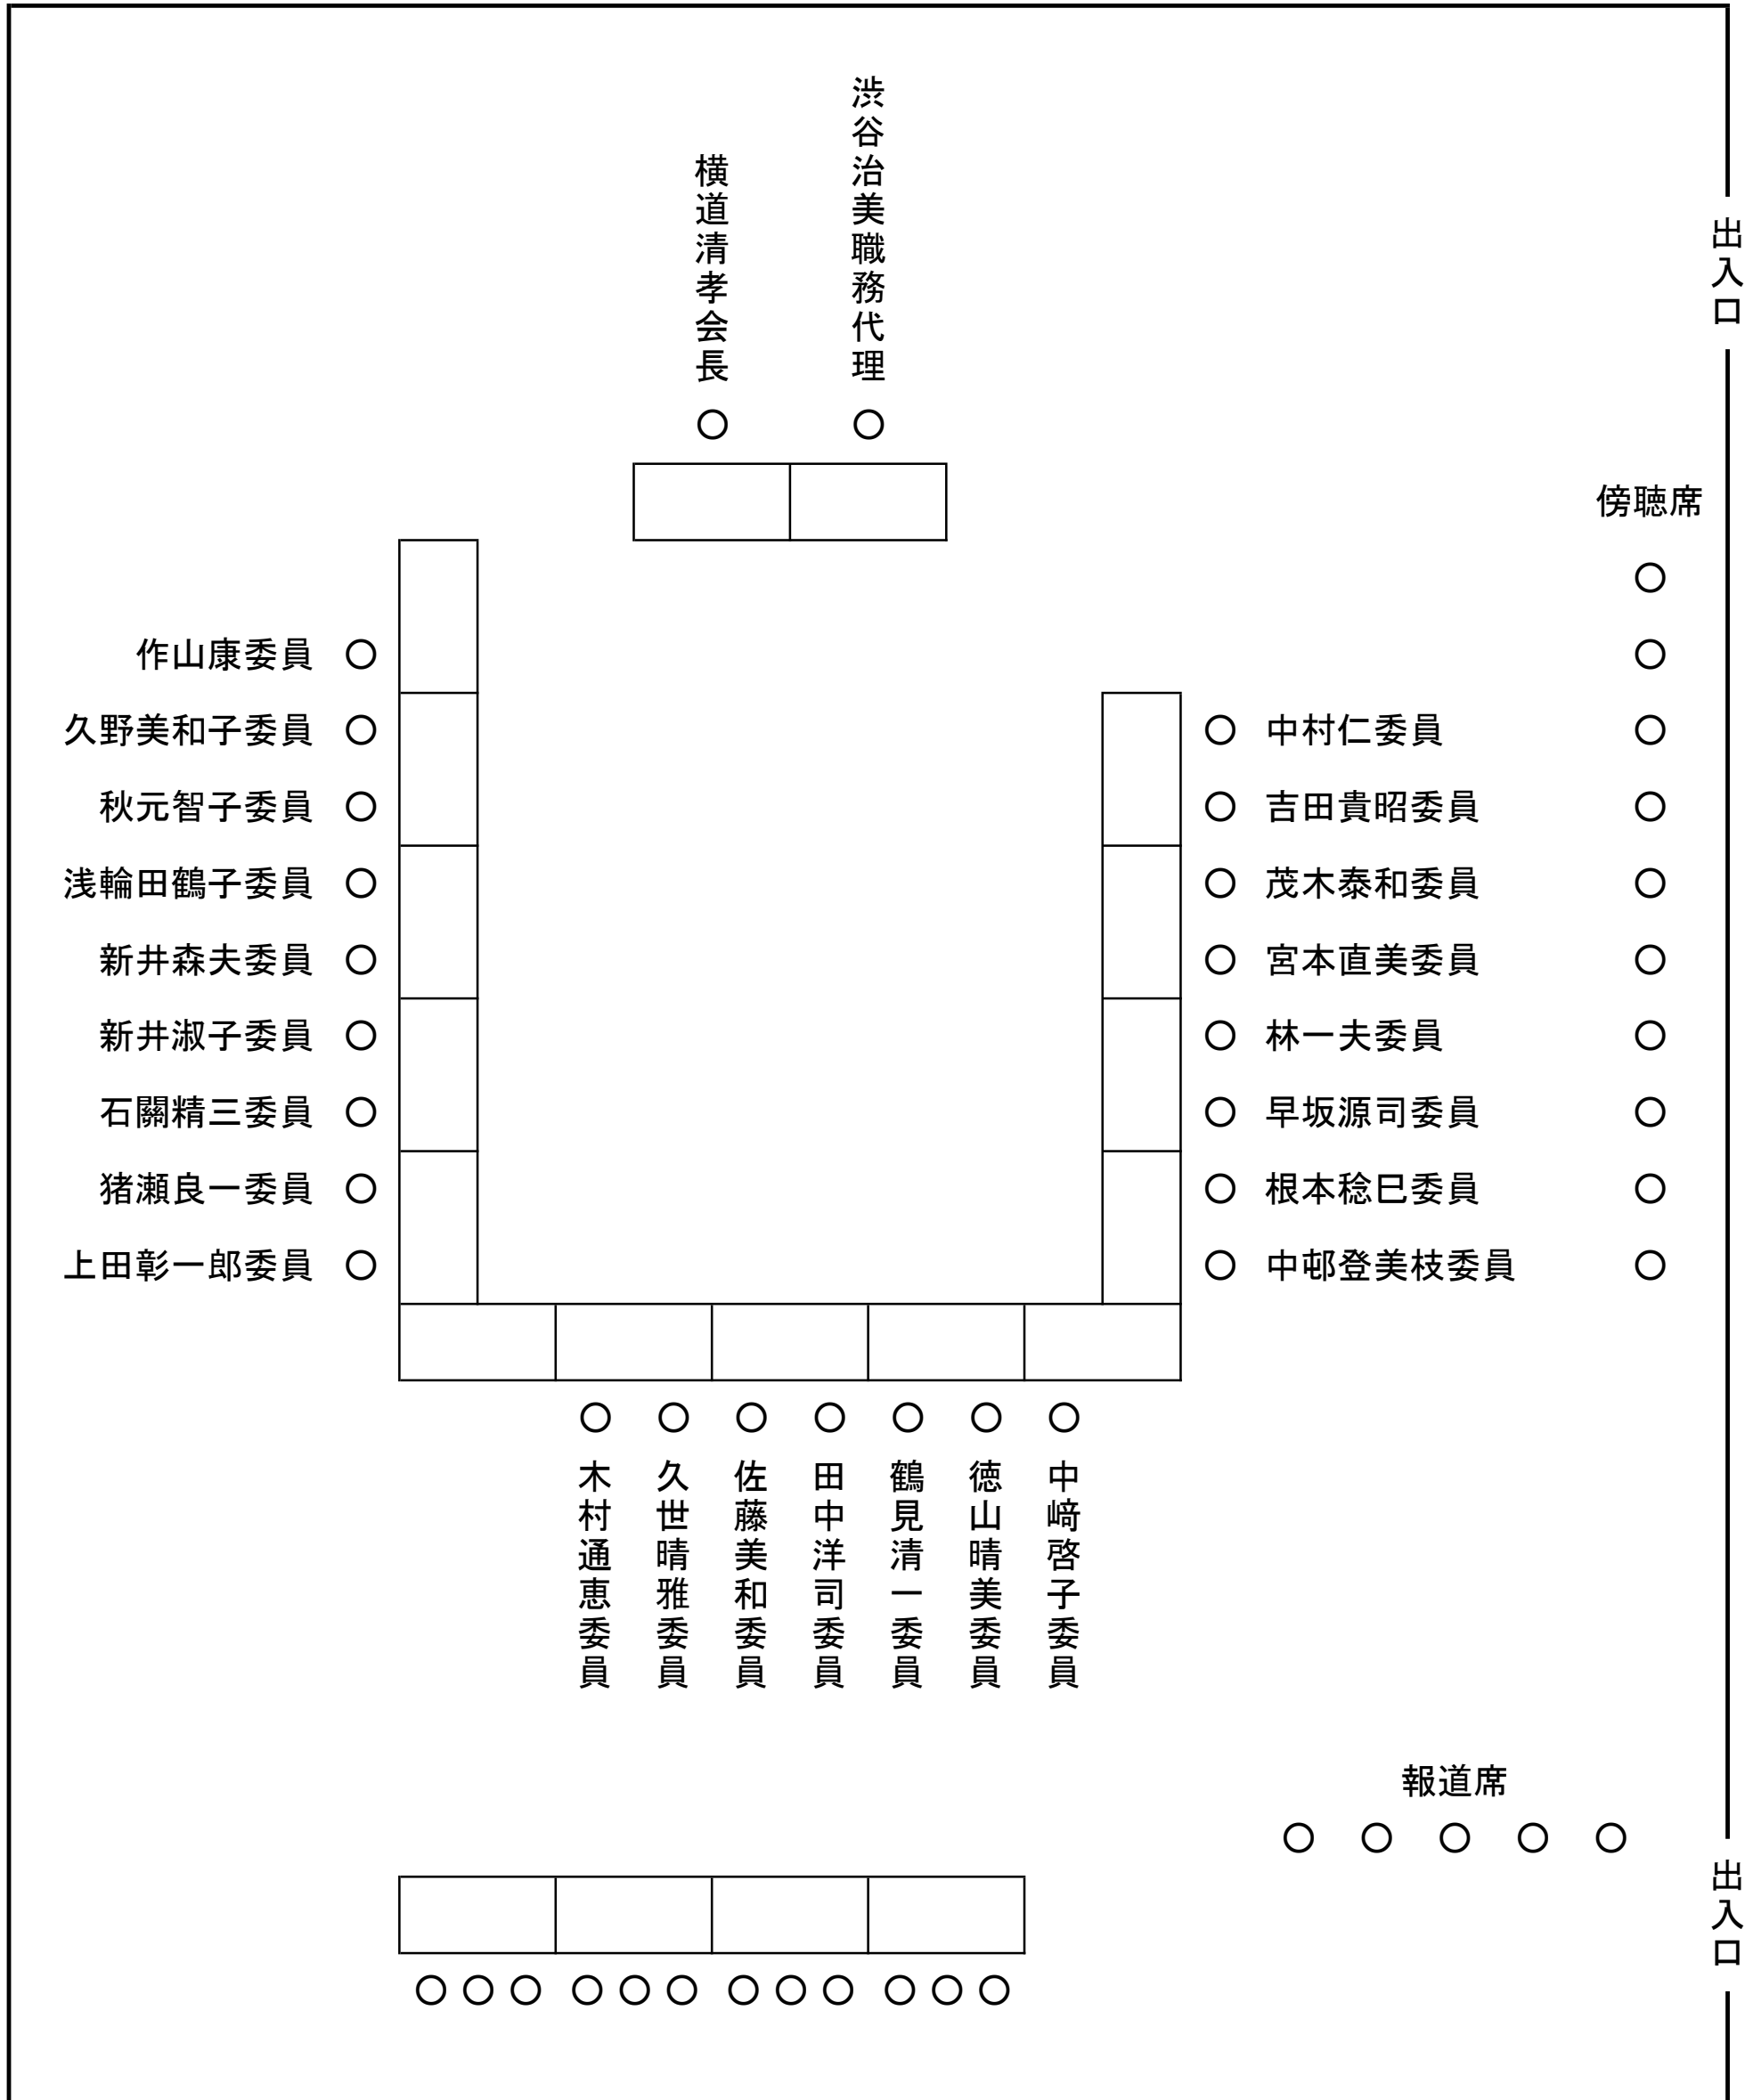 渋谷治美職務代理
横道清孝会長
出入口
傍聴席
作山康委員
久野美和子委員
秋元智子委員
浅輪田鶴子委員
新井森夫委員
新井淑子委員
石關精三委員
猪瀬良一委員
上田彰一郎委員
中村仁委員
吉田貴昭委員
茂木泰和委員
宮本直美委員
林一夫委員
早坂源司委員
根本稔巳委員
中邨登美枝委員
木村通恵委員
久世晴雅委員
佐藤美和委員
田中洋司委員
鶴見清一委員
徳山晴美委員
中﨑啓子委員
報道席
出入口